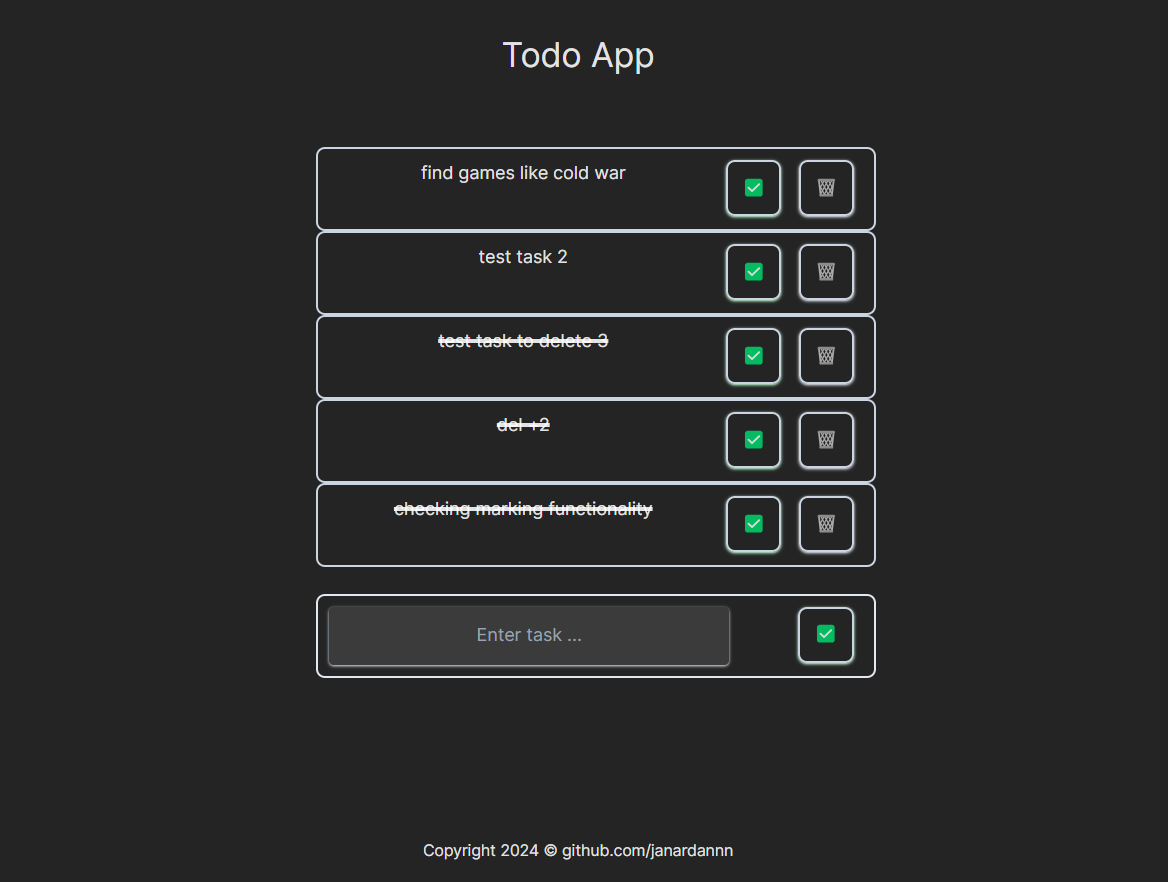 Todo App
find games like cold war
test task 2
test task to delete 3
del +2
checking marking functionality
Enter task ...
Copyright 2024 © github.com/janardannn